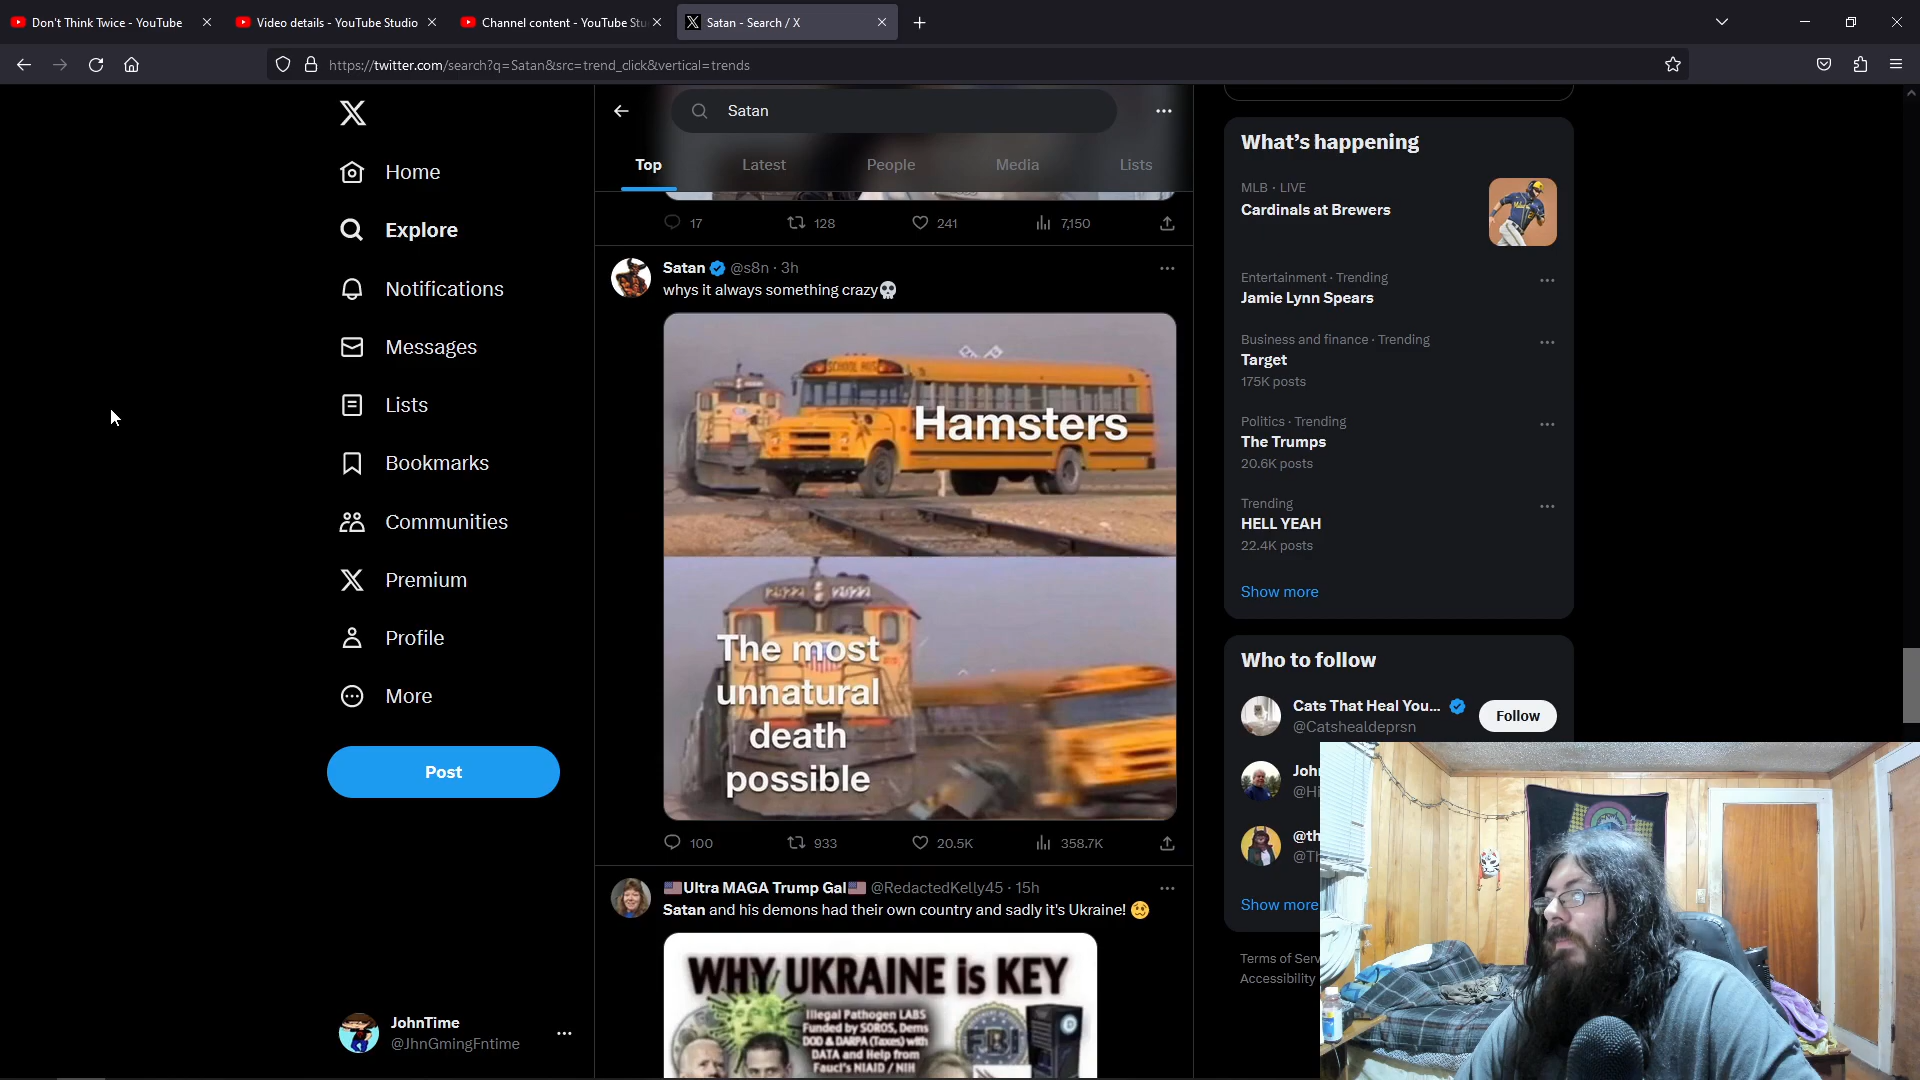 Don't Think Twice - YouTube
Video details - YouTube Studio
Channel content - YouTube Stu
Satan - Search / X
https://twitter.com/search?q=Satan&src=trend_click&vertical=trends
Home
Explore
Notifications
Messages
Lists
Bookmarks
Communities
Premium
Profile
More
Post
JohnTime
@JhnGmingFntime
Satan
Top Latest People Media Lists
17 128 241 7,150
Satan @s8n · 3h
whys it always something crazy💀
SCHOOL BUS
Hamsters
2922 2922
The most
unnatural
death
possible
100 933 20.5K 358.7K
🇺🇸Ultra MAGA Trump Gal🇺🇸 @RedactedKelly45 · 15h
Satan and his demons had their own country and sadly it's Ukraine! 🥴
WHY UKRAINE is KEY
Illegal Pathogen LABS
Funded by SOROS, Dems
DOD & DARPA (Taxes) with
DATA and Help from
Fauci's NIAID / NIH
FBI
What's happening
MLB · LIVE
Cardinals at Brewers
Entertainment · Trending
Jamie Lynn Spears
Business and finance · Trending
Target
175K posts
Politics · Trending
The Trumps
20.6K posts
Trending
HELL YEAH
22.4K posts
Show more
Who to follow
Cats That Heal You...
@Catshealdeprsn
Follow
John
@Hi
@th
@Th
Show more
Terms of Serv
Accessibility